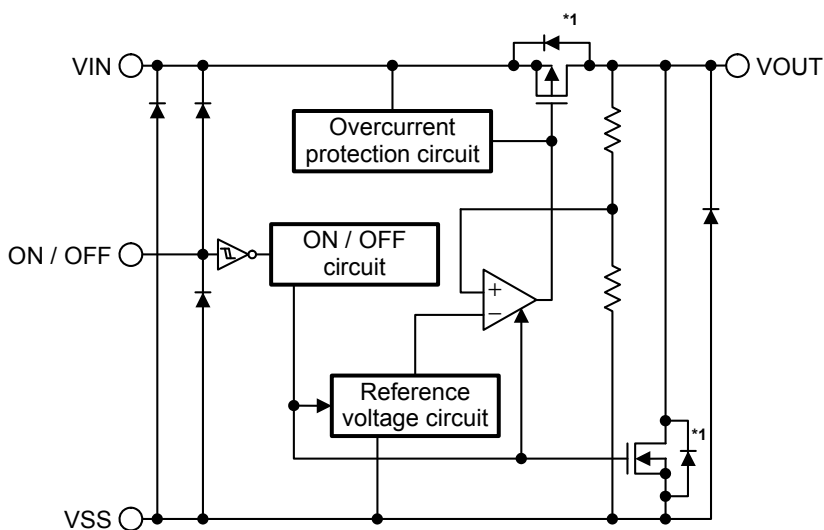 *1
VIN
VOUT
Overcurrent
protection circuit
ON / OFF
ON / OFF
circuit
+
−
Reference
voltage circuit
*1
VSS